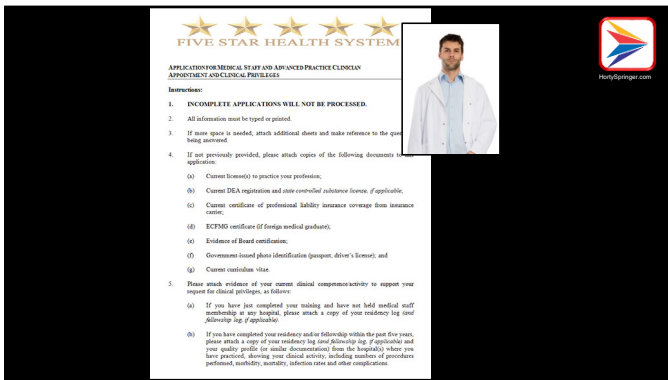 FIVE STAR HEALTH SYSTEM
APPLICATION FOR MEDICAL STAFF AND ADVANCED PRACTICE CLINICIAN
APPOINTMENT AND CLINICAL PRIVILEGES
Instructions:
1. INCOMPLETE APPLICATIONS WILL NOT BE PROCESSED.
2. All information must be typed or printed.
3. If more space is needed, attach additional sheets and make reference to the
being answered.
4. If not previously provided, please attach copies of the following documents to
application:
(a) Current license(s) to practice your profession;
(b) Current DEA registration and state controlled substance license, if applicable;
(c) Current certificate of professional liability insurance coverage from insurance
carrier;
(d) ECFMG certificate (if foreign medical graduate);
(e) Evidence of Board certification;
(f) Government-issued photo identification (passport, driver's license); and
(g) Current curriculum vitae.
5. Please attach evidence of your current clinical competence/activity to support your
request for clinical privileges, as follows:
(a) If you have just completed your training and have not held medical staff
membership at any hospital, please attach a copy of your residency log (and
fellowship log, if applicable).
(b) If you have completed your residency and/or fellowship within the past five years,
please attach a copy of your residency log (and fellowship log, if applicable) and
your quality profile (or similar documentation) from the hospital(s) where you
have practiced, showing your clinical activity, including numbers of procedures
performed, morbidity, mortality, infection rates and other complications.
HortySpringer.com